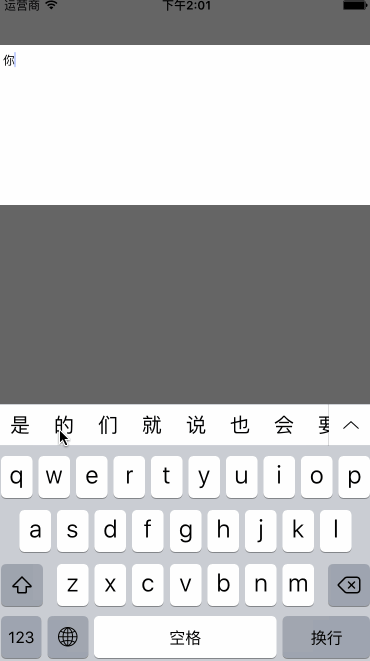 运营商 下午2:01
你
是 的 们 就 说 也 会 要
q w e r t y u i o p
a s d f g h j k l
z x c v b n m
123 空格 换行